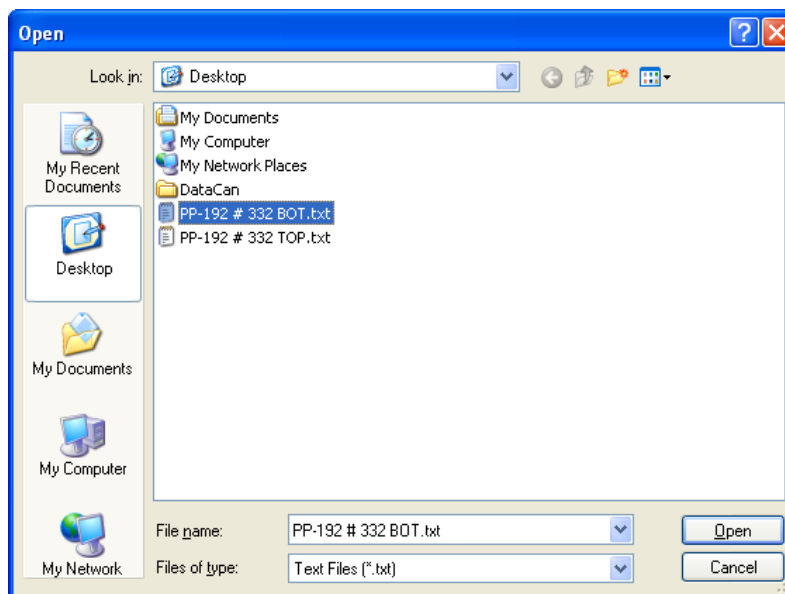 Open
Look in: Desktop
My Recent
Documents
Desktop
My Documents
My Computer
My Network
My Documents
My Computer
My Network Places
DataCan
PP-192 # 332 BOT.txt
PP-192 # 332 TOP.txt
File name: PP-192 # 332 BOT.txt Open
Files of type: Text Files (*.txt) Cancel